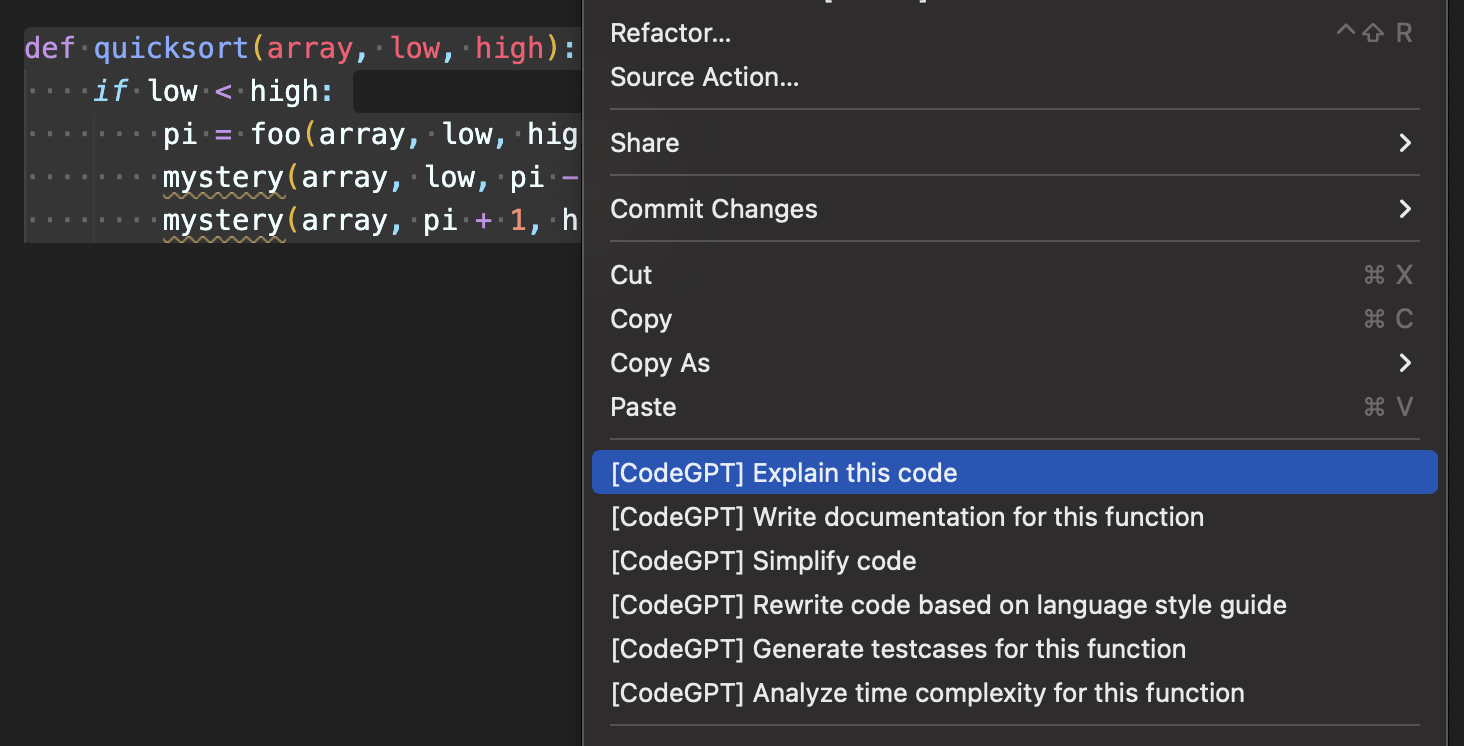 def quicksort(array, low, high):
if low < high:
pi = foo(array, low, hig
mystery(array, low, pi -
mystery(array, pi + 1, h
Refactor...
^⇧ R
Source Action...
Share
Commit Changes
Cut
⌘ X
Copy
⌘ C
Copy As
Paste
⌘ V
[CodeGPT] Explain this code
[CodeGPT] Write documentation for this function
[CodeGPT] Simplify code
[CodeGPT] Rewrite code based on language style guide
[CodeGPT] Generate testcases for this function
[CodeGPT] Analyze time complexity for this function